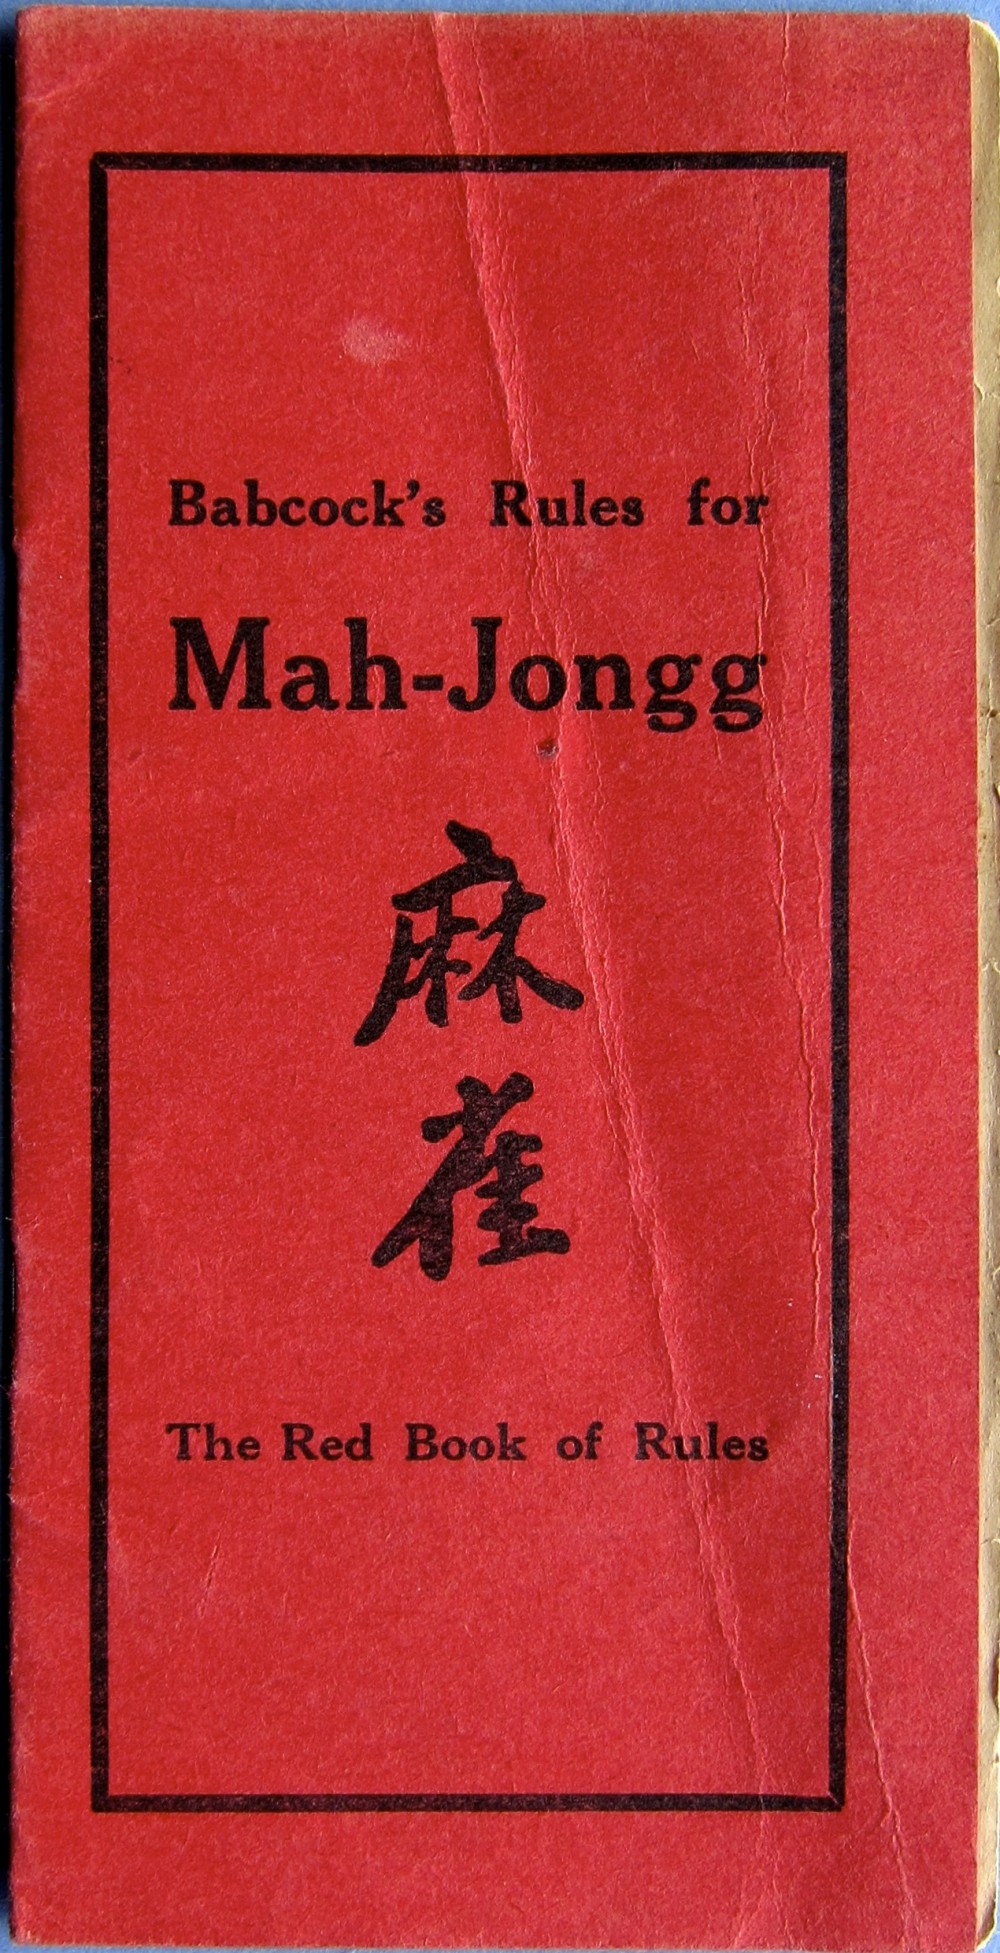 Babcock's Rules for
Mah-Jongg
麻
雀
The Red Book of Rules